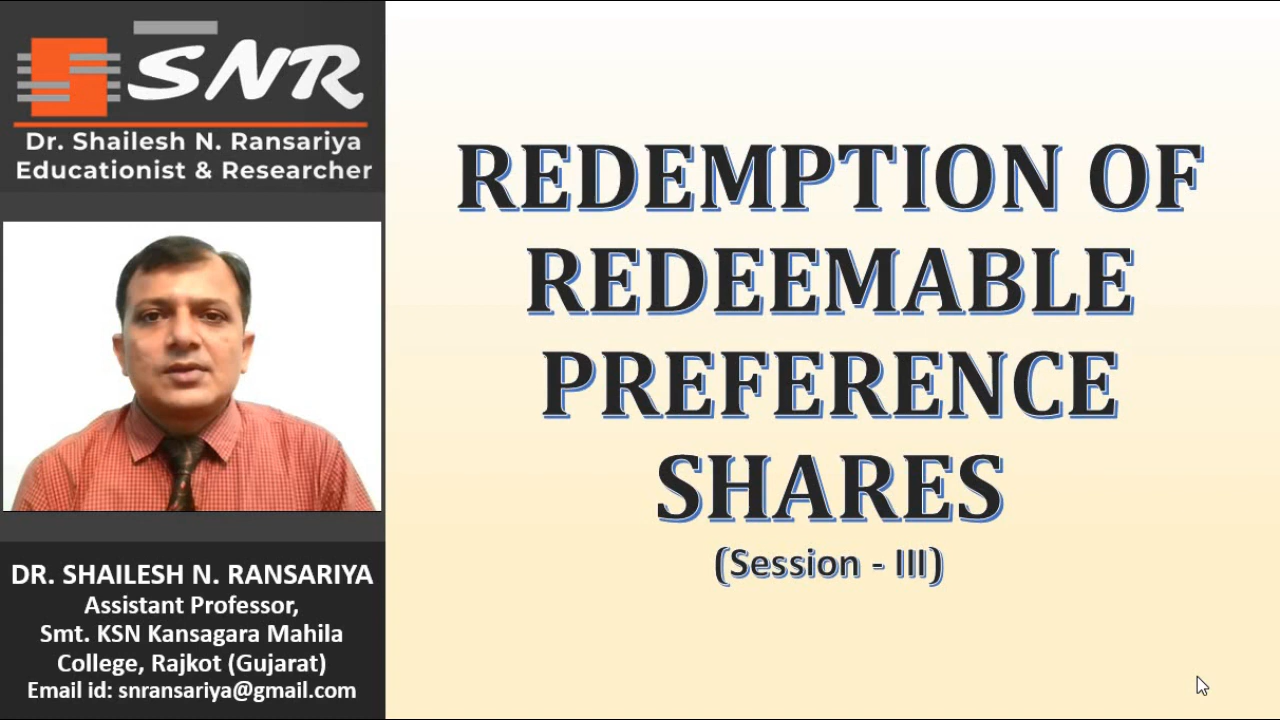 SNR
Dr. Shailesh N. Ransariya
Educationist & Researcher
DR. SHAILESH N. RANSARIYA
Assistant Professor,
Smt. KSN Kansagara Mahila
College, Rajkot (Gujarat)
Email id: snransariya@gmail.com
REDEMPTION OF
REDEEMABLE
PREFERENCE
SHARES
(Session - III)